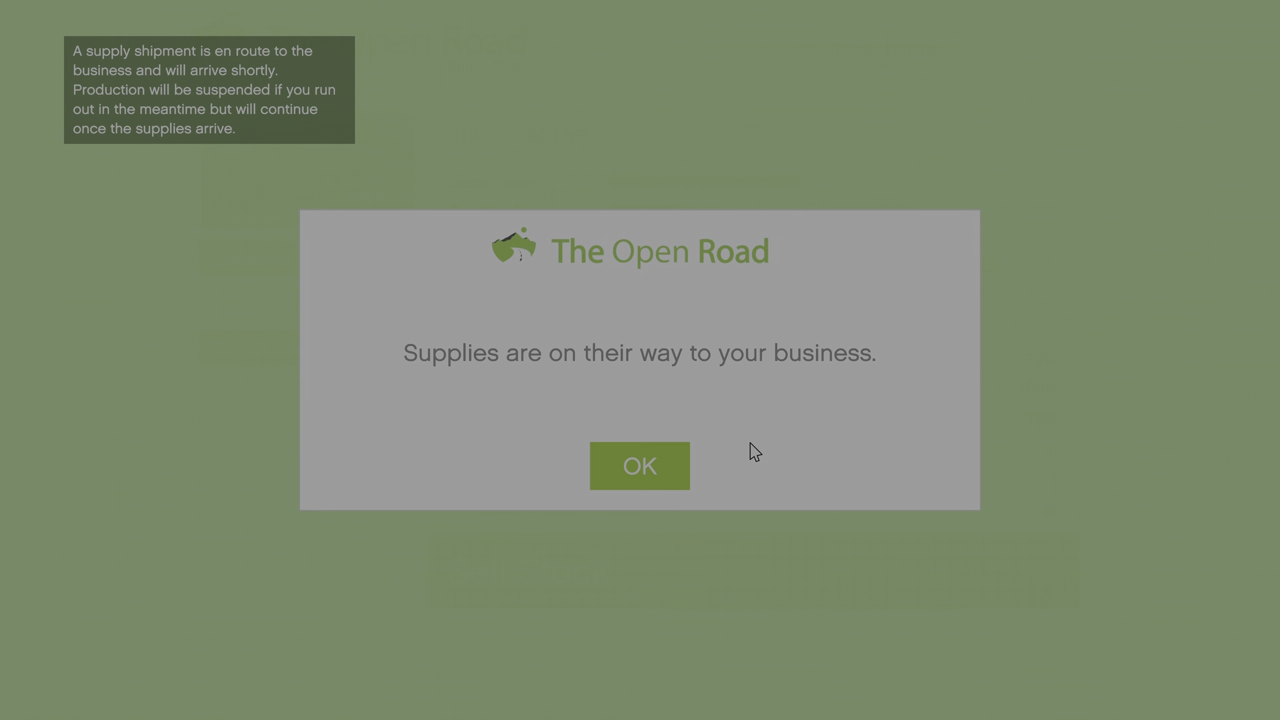 A supply shipment is en route to the
business and will arrive shortly.
Production will be suspended if you run
out in the meantime but will continue
once the supplies arrive.
The Open Road
Supplies are on their way to your business.
OK